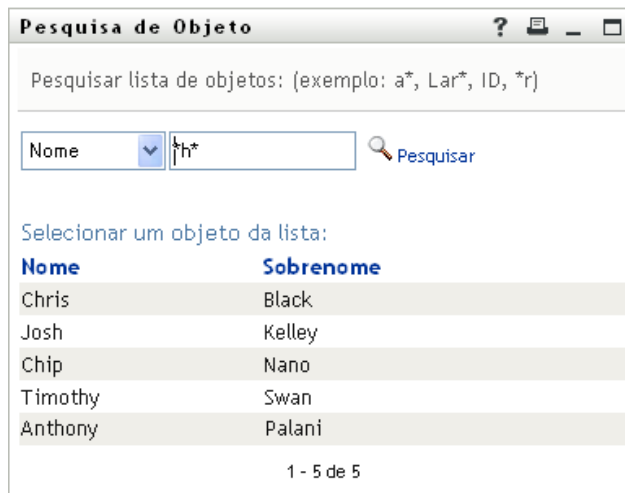 Pesquisa de Objeto ?
Pesquisar lista de objetos: (exemplo: a*, Lar*, ID, *r)
Nome *h* Pesquisar
Selecionar um objeto da lista:
Nome Sobrenome
Chris Black
Josh Kelley
Chip Nano
Timothy Swan
Anthony Palani
1 - 5 de 5